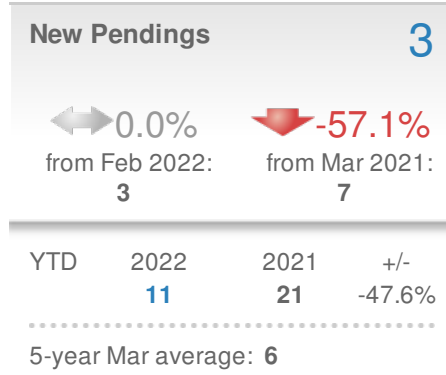 New Pendings 3
0.0% -57.1%
from Feb 2022: from Mar 2021:
3 7
YTD 2022 2021 +/-
11 21 -47.6%
5-year Mar average: 6